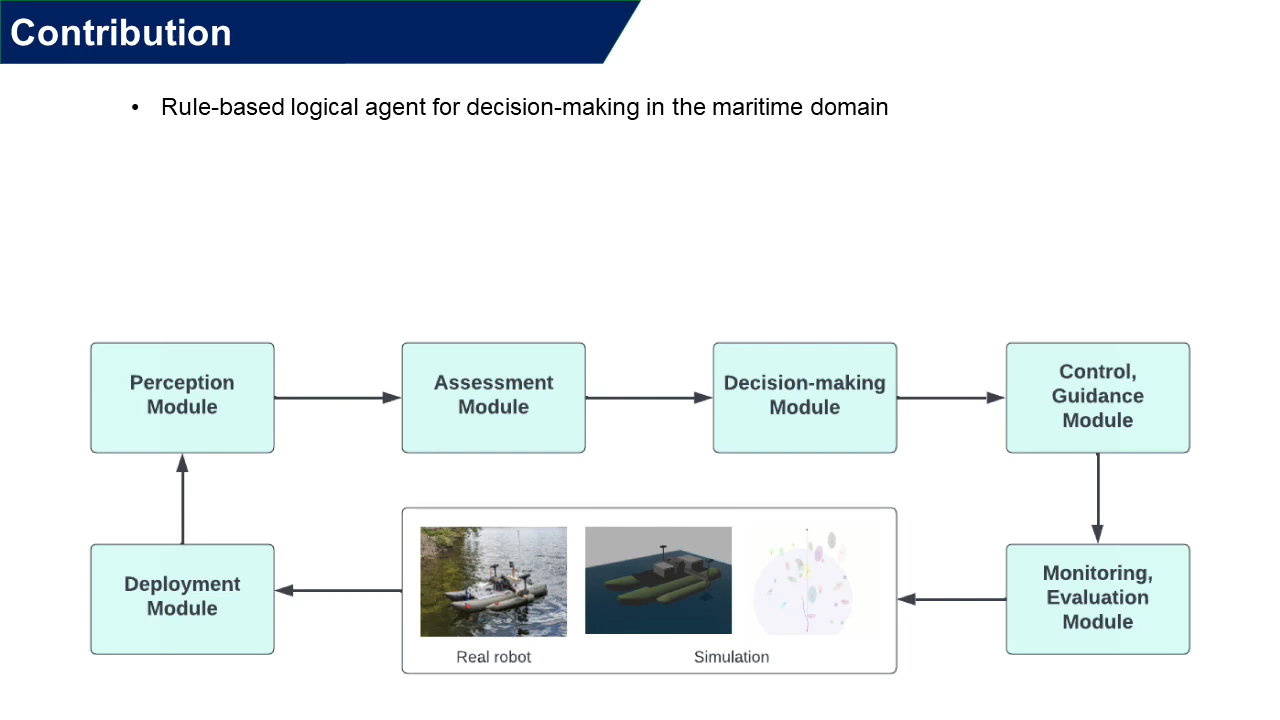 Contribution
• Rule-based logical agent for decision-making in the maritime domain
Perception
Module
Assessment
Module
Decision-making
Module
Control,
Guidance
Module
Deployment
Module
Real robot
Simulation
Monitoring,
Evaluation
Module